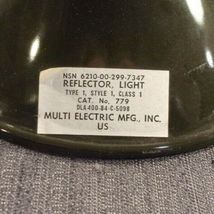 NSN 6210-00-299-7347
REFLECTOR, LIGHT
TYPE 1, STYLE 1, CLASS 1
CAT. No. 779
DLA400-84-C-5098
MULTI ELECTRIC MFG., INC.
US